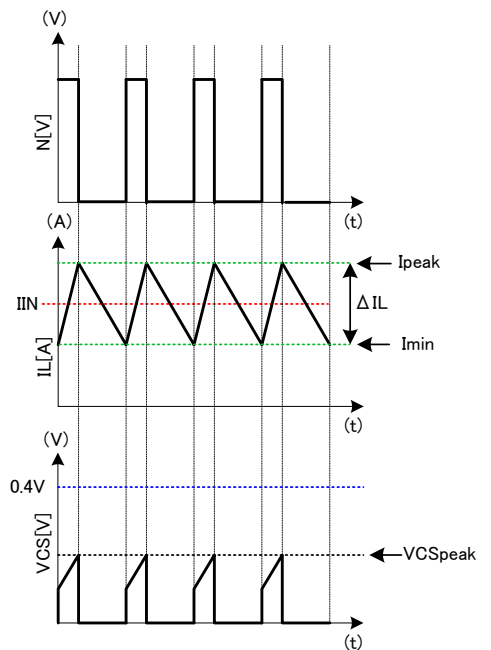 (V)
N[V]
(t)
(A)
Ipeak
IIN
ΔIL
Imin
IL[A]
(t)
(V)
0.4V
VCS[V]
VCSpeak
(t)